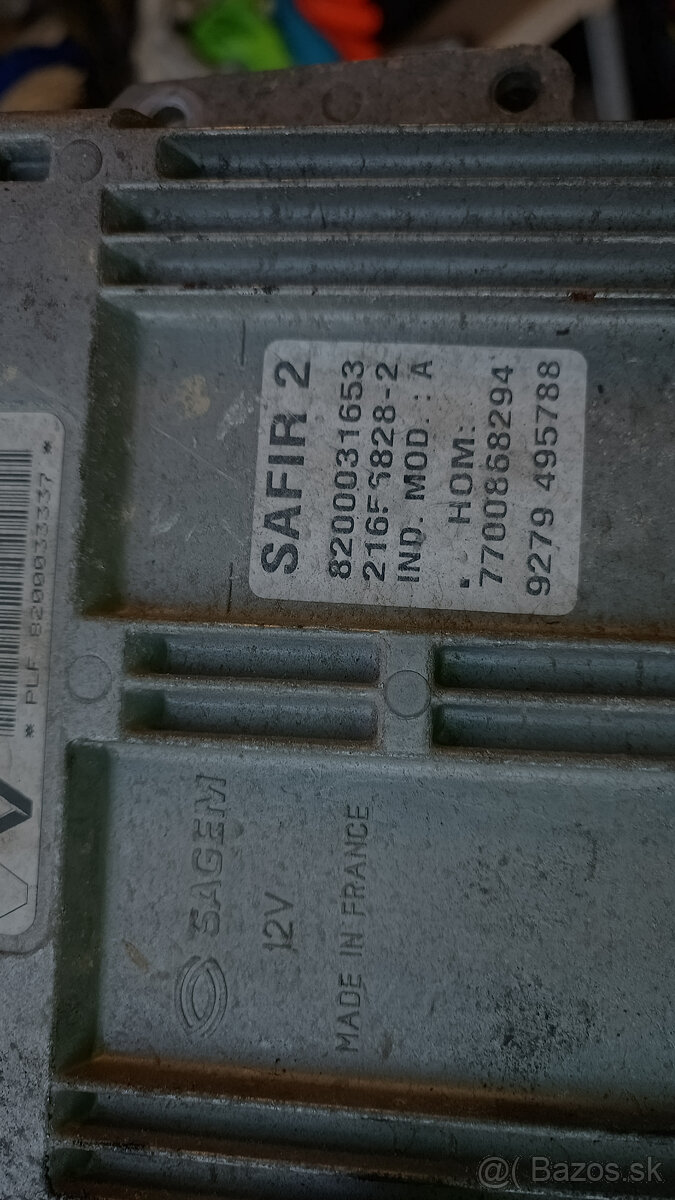 SAFIR 2
8200031653
IND. MOD. : A
HOM:
7700868294
9279 495788
* PLF 8200033337 *
SAGEM
12V
MADE IN FRANCE
@( Bazos.sk